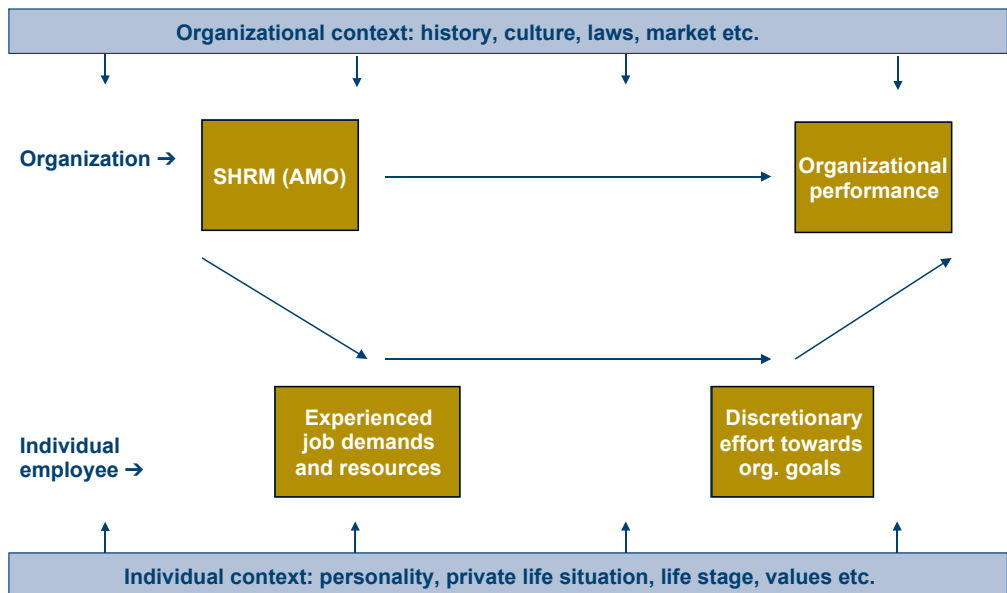 Organizational context: history, culture, laws, market etc.
Organization ➔
SHRM (AMO)
Organizational
performance
Individual
employee ➔
Experienced
job demands
and resources
Discretionary
effort towards
org. goals
Individual context: personality, private life situation, life stage, values etc.